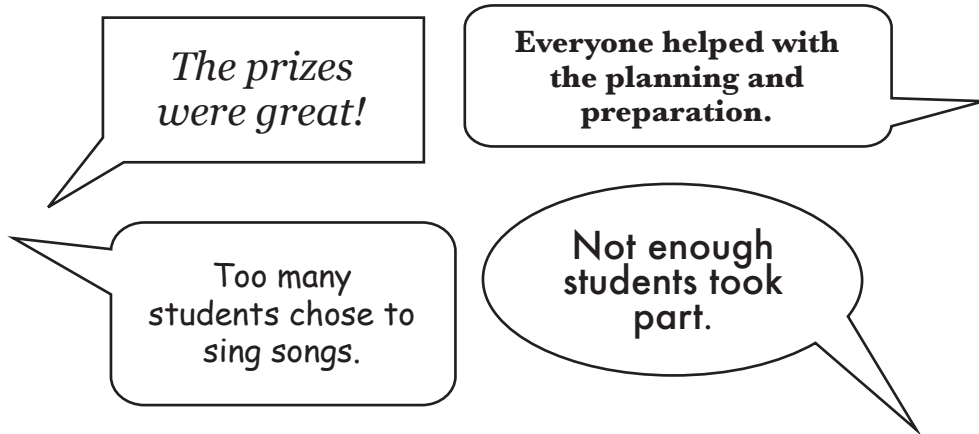 The prizes
were great!
Everyone helped with
the planning and
preparation.
Too many
students chose to
sing songs.
Not enough
students took
part.